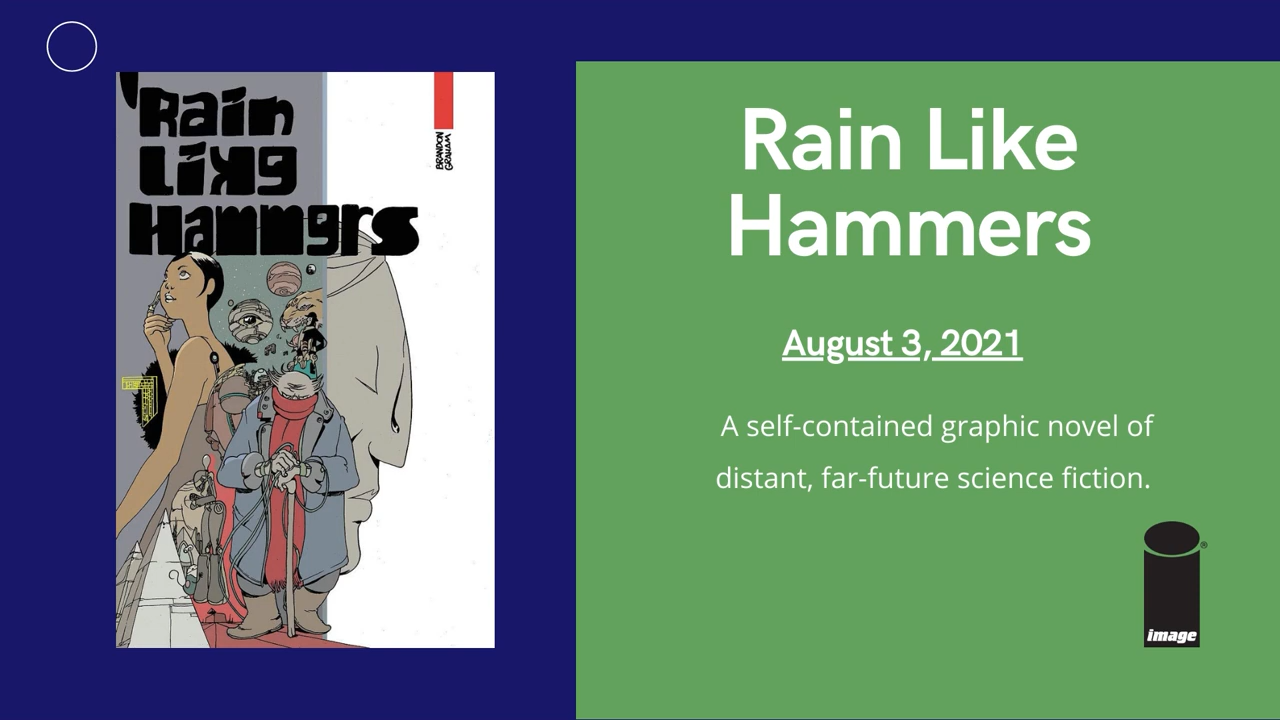 Rain
Like
Hammers
BRANDON
GRAHAM
Rain Like
Hammers
August 3, 2021
A self-contained graphic novel of
distant, far-future science fiction.
®
image